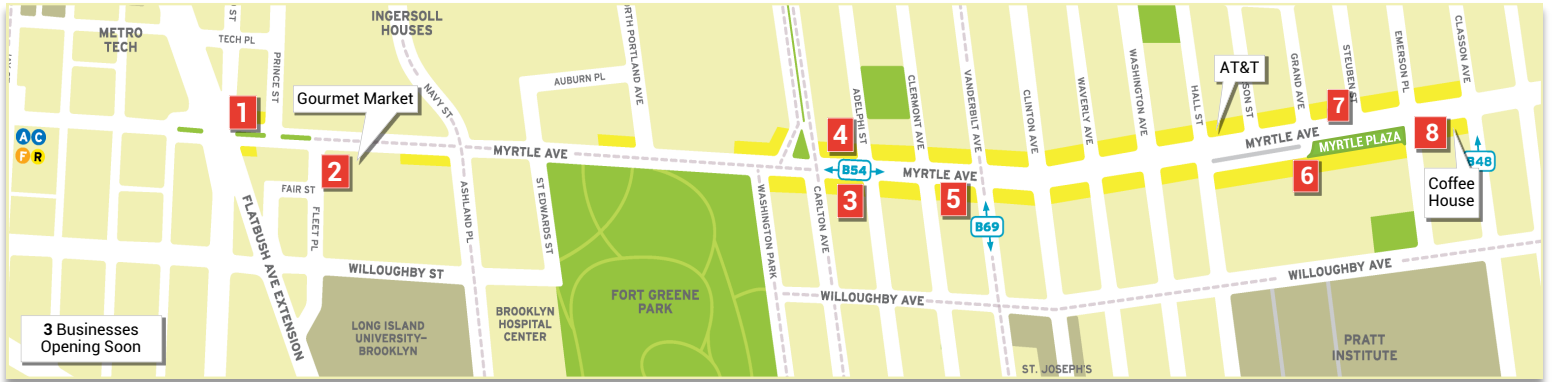 METRO
TECH
ST
TECH PL
PRINCE ST
INGERSOLL
HOUSES
NAVY ST
AUBURN PL
RTH PORTLAND AVE
1
Gourmet Market
A C
F R
2
FAIR ST
FLEET PL
FLATBUSH AVE EXTENSION
WILLOUGHBY ST
LONG ISLAND
UNIVERSITY–
BROOKLYN
3 Businesses
Opening Soon
MYRTLE AVE
ASHLAND PL
ST EDWARDS ST
BROOKLYN
HOSPITAL
CENTER
FORT GREENE
PARK
WASHINGTON PARK
CARLTON AVE
4
ADELPHI ST
B54
3
CLERMONT AVE
MYRTLE AVE
5
VANDERBILT AVE
B69
CLINTON AVE
WAVERLY AVE
WASHINGTON AVE
HALL ST
AT&T
SON ST
GRAND AVE
STEUBEN ST
EMERSON PL
CLASSON AVE
7
MYRTLE AVE
MYRTLE PLAZA
8
B48
6
Coffee
House
WILLOUGHBY AVE
WILLOUGHBY AVE
ST. JOSEPH'S
PRATT
INSTITUTE